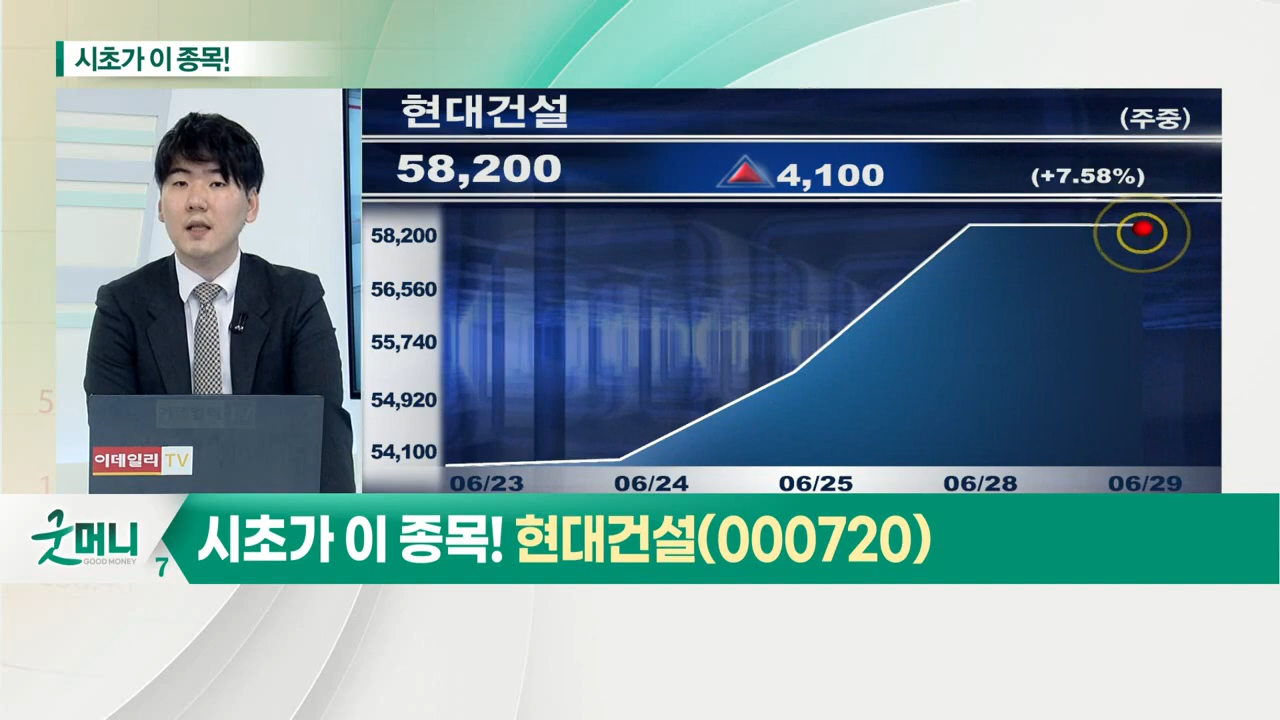 시초가 이 종목!
현대건설
(주중)
58,200
4,100
(+7.58%)
58,200
56,560
55,740
54,920
54,100
06/23
06/24
06/25
06/28
06/29
이데일리 TV
굿머니
GOOD MONEY
7
시초가 이 종목! 현대건설(000720)